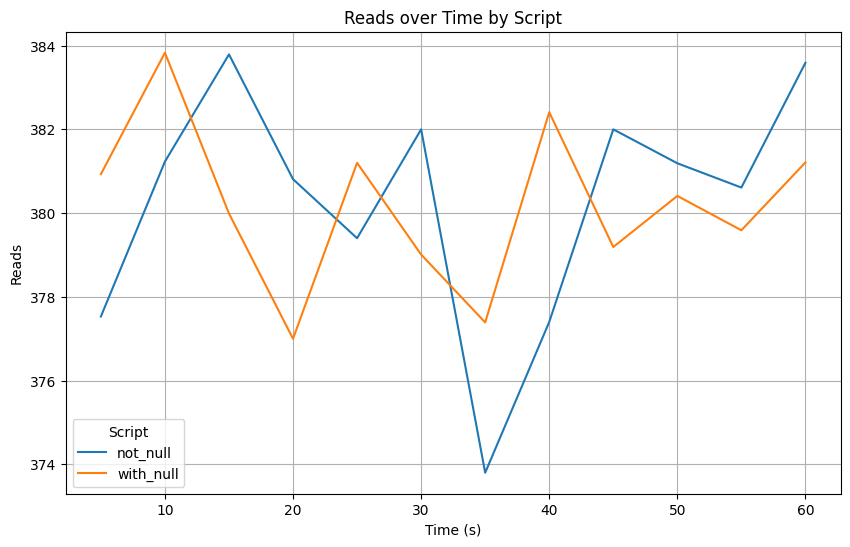 Reads over Time by Script
384
382
380
378
376
374
Reads
Script
not_null
with_null
10 20 30 40 50 60
Time (s)